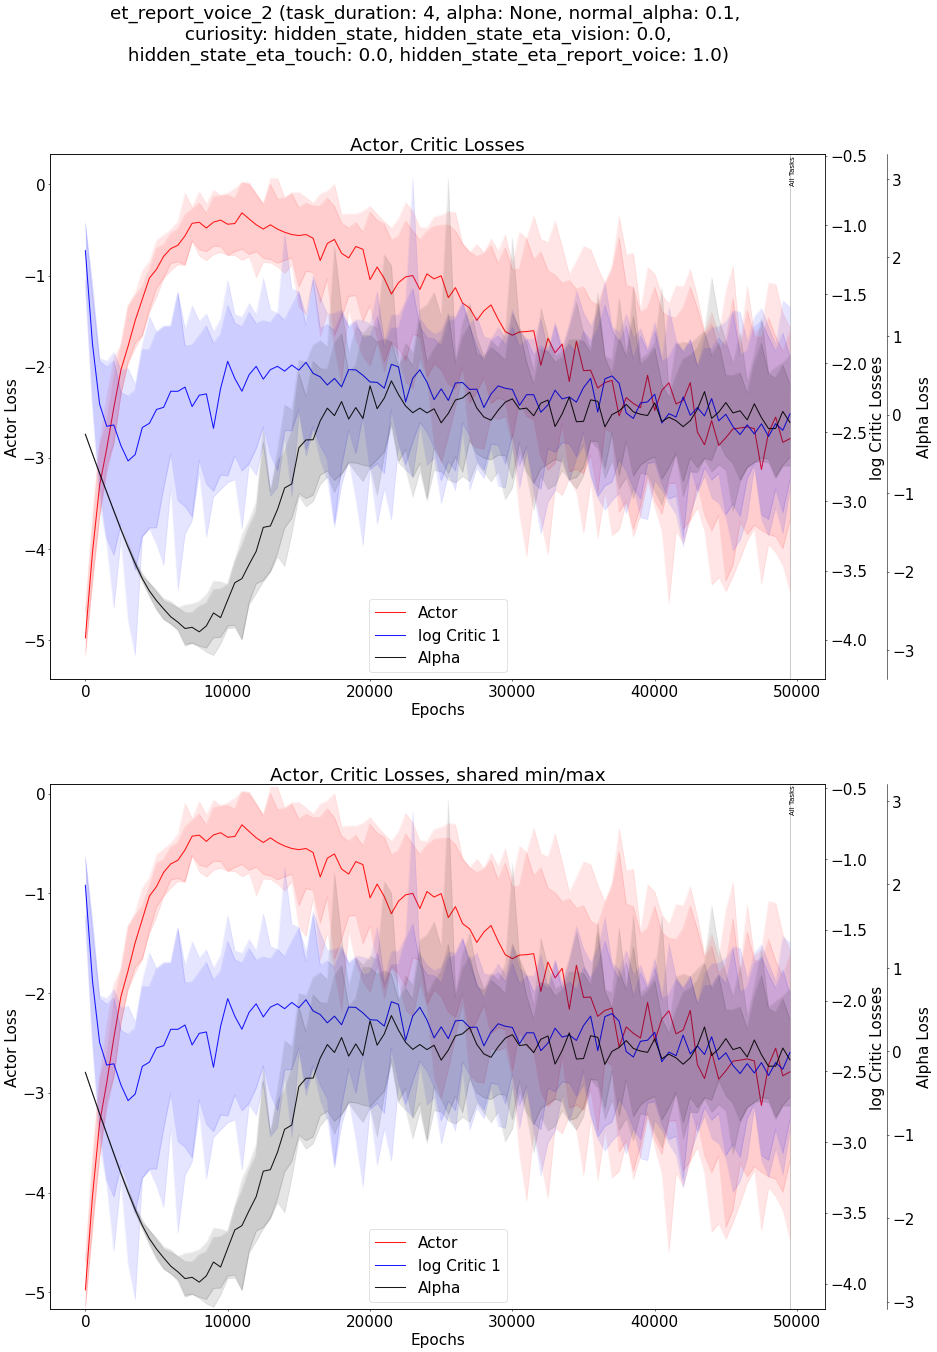 et_report_voice_2 (task_duration: 4, alpha: None, normal_alpha: 0.1,
curiosity: hidden_state, hidden_state_eta_vision: 0.0,
hidden_state_eta_touch: 0.0, hidden_state_eta_report_voice: 1.0)
Actor, Critic Losses
All Tasks
0
−1
−2
−3
−4
−5
Actor Loss
−0.5
−1.0
−1.5
−2.0
−2.5
−3.0
−3.5
−4.0
log Critic Losses
3
2
1
0
−1
−2
−3
Alpha Loss
Actor
log Critic 1
Alpha
0 10000 20000 30000 40000 50000
Epochs
Actor, Critic Losses, shared min/max
All Tasks
0
−1
−2
−3
−4
−5
Actor Loss
−0.5
−1.0
−1.5
−2.0
−2.5
−3.0
−3.5
−4.0
log Critic Losses
3
2
1
0
−1
−2
−3
Alpha Loss
Actor
log Critic 1
Alpha
0 10000 20000 30000 40000 50000
Epochs